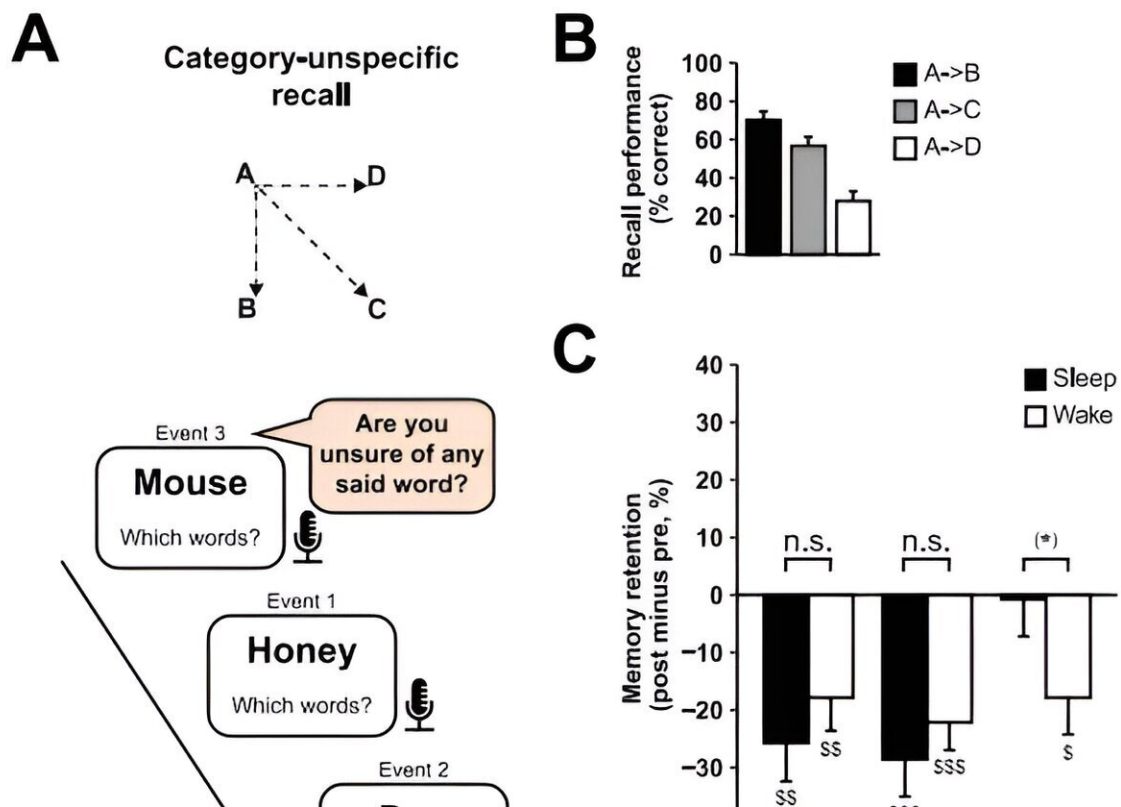 A
Category-unspecific
recall
A
D
B
C
Event 3
Mouse
Which words?
Are you
unsure of any
said word?
Event 1
Honey
Which words?
Event 2
B
Recall performance
(% correct)
100
80
60
40
20
0
A->B
A->C
A->D
C
Memory retention
(post minus pre, %)
40
30
20
10
0
−10
−20
−30
Sleep
Wake
n.s.
n.s.
(*)
$$
$$
$$$
$